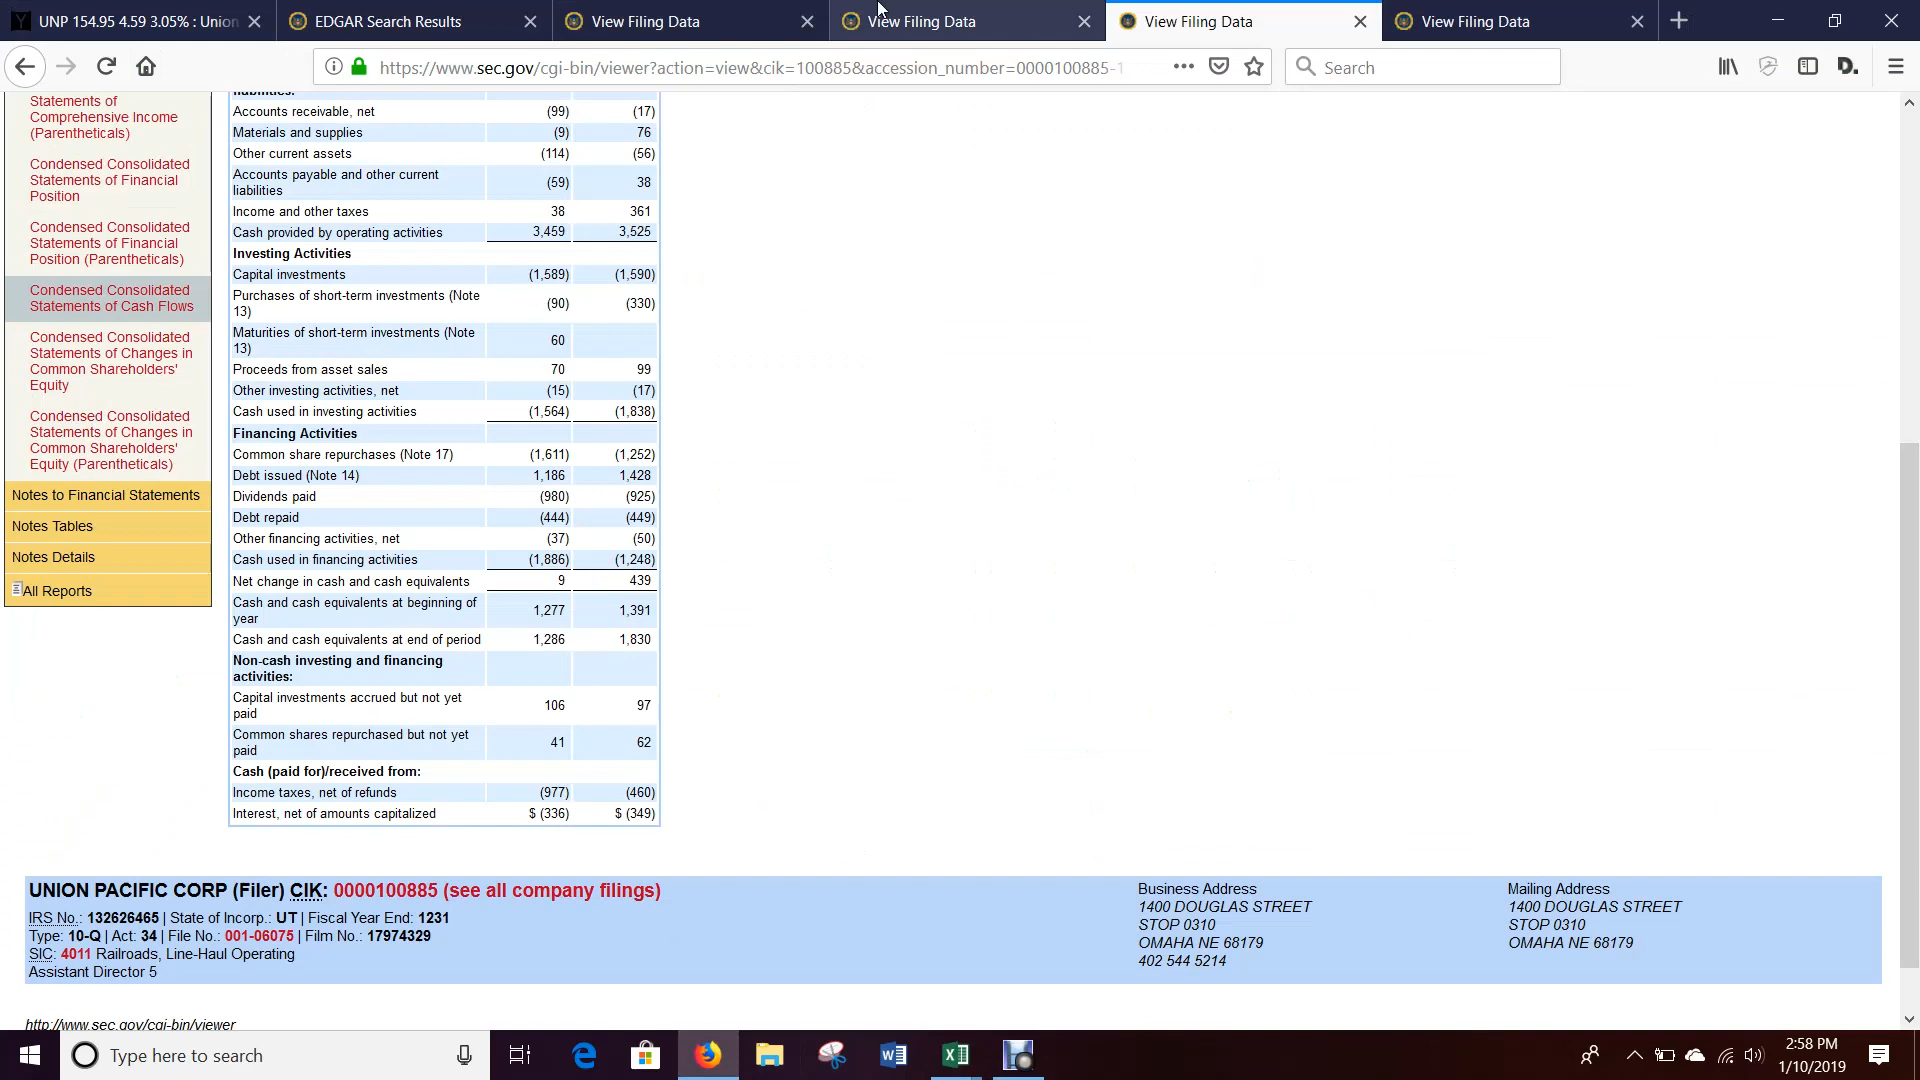 UNP 154.95 4.59 3.05% : Union
EDGAR Search Results
View Filing Data
View Filing Data
View Filing Data
View Filing Data
https://www.sec.gov/cgi-bin/viewer?action=view&cik=100885&accession_number=0000100885-1
Search
Statements of
Comprehensive Income
(Parentheticals)
Condensed Consolidated
Statements of Financial
Position
Condensed Consolidated
Statements of Financial
Position (Parentheticals)
Condensed Consolidated
Statements of Cash Flows
Condensed Consolidated
Statements of Changes in
Common Shareholders'
Equity
Condensed Consolidated
Statements of Changes in
Common Shareholders'
Equity (Parentheticals)
Notes to Financial Statements
Notes Tables
Notes Details
All Reports
liabilities:
Accounts receivable, net (99) (17)
Materials and supplies (9) 76
Other current assets (114) (56)
Accounts payable and other current
liabilities (59) 38
Income and other taxes 38 361
Cash provided by operating activities 3,459 3,525
Investing Activities
Capital investments (1,589) (1,590)
Purchases of short-term investments (Note
13) (90) (330)
Maturities of short-term investments (Note
13) 60
Proceeds from asset sales 70 99
Other investing activities, net (15) (17)
Cash used in investing activities (1,564) (1,838)
Financing Activities
Common share repurchases (Note 17) (1,611) (1,252)
Debt issued (Note 14) 1,186 1,428
Dividends paid (980) (925)
Debt repaid (444) (449)
Other financing activities, net (37) (50)
Cash used in financing activities (1,886) (1,248)
Net change in cash and cash equivalents 9 439
Cash and cash equivalents at beginning of
year 1,277 1,391
Cash and cash equivalents at end of period 1,286 1,830
Non-cash investing and financing
activities:
Capital investments accrued but not yet
paid 106 97
Common shares repurchased but not yet
paid 41 62
Cash (paid for)/received from:
Income taxes, net of refunds (977) (460)
Interest, net of amounts capitalized $ (336) $ (349)
UNION PACIFIC CORP (Filer) CIK: 0000100885 (see all company filings)
IRS No.: 132626465 | State of Incorp.: UT | Fiscal Year End: 1231
Type: 10-Q | Act: 34 | File No.: 001-06075 | Film No.: 17974329
SIC: 4011 Railroads, Line-Haul Operating
Assistant Director 5
Business Address
1400 DOUGLAS STREET
STOP 0310
OMAHA NE 68179
402 544 5214
Mailing Address
1400 DOUGLAS STREET
STOP 0310
OMAHA NE 68179
http://www.sec.gov/cgi-bin/viewer
Type here to search
2:58 PM
1/10/2019